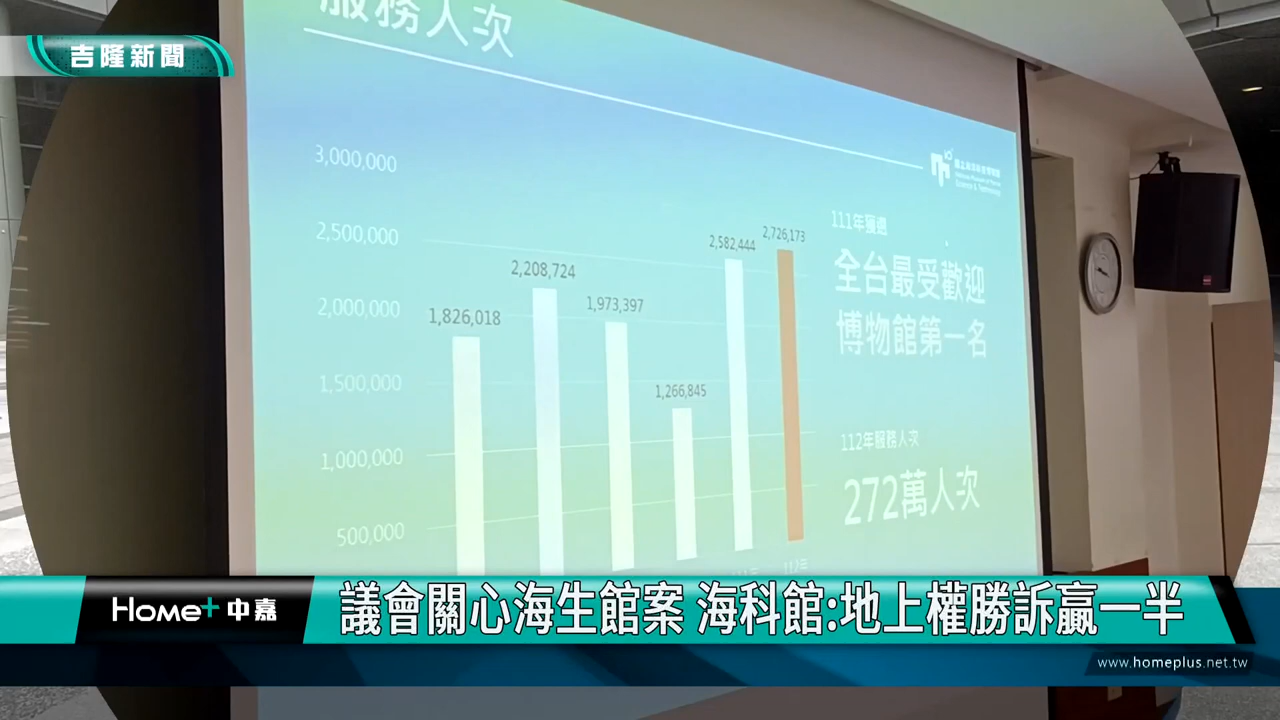 吉隆新聞
服務人次
3,000,000
2,500,000
2,000,000
1,500,000
1,000,000
500,000
1,826,018
2,208,724
1,973,397
1,266,845
2,582,444
2,726,173
Science & Technology
111年獲選
全台最受歡迎
博物館第一名
112年服務人次
272萬人次
Home+中嘉
議會關心海生館案 海科館:地上權勝訴贏一半
www.homeplus.net.tw